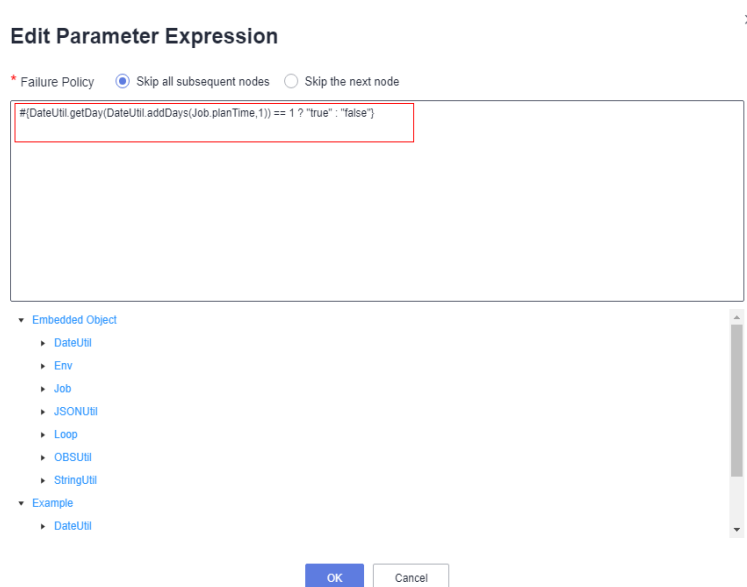 Edit Parameter Expression
* Failure Policy Skip all subsequent nodes Skip the next node
#{DateUtil.getDay(DateUtil.addDays(Job.planTime,1)) == 1 ? "true" : "false"}
Embedded Object
DateUtil
Env
Job
JSONUtil
Loop
OBSUtil
StringUtil
Example
DateUtil
OK Cancel